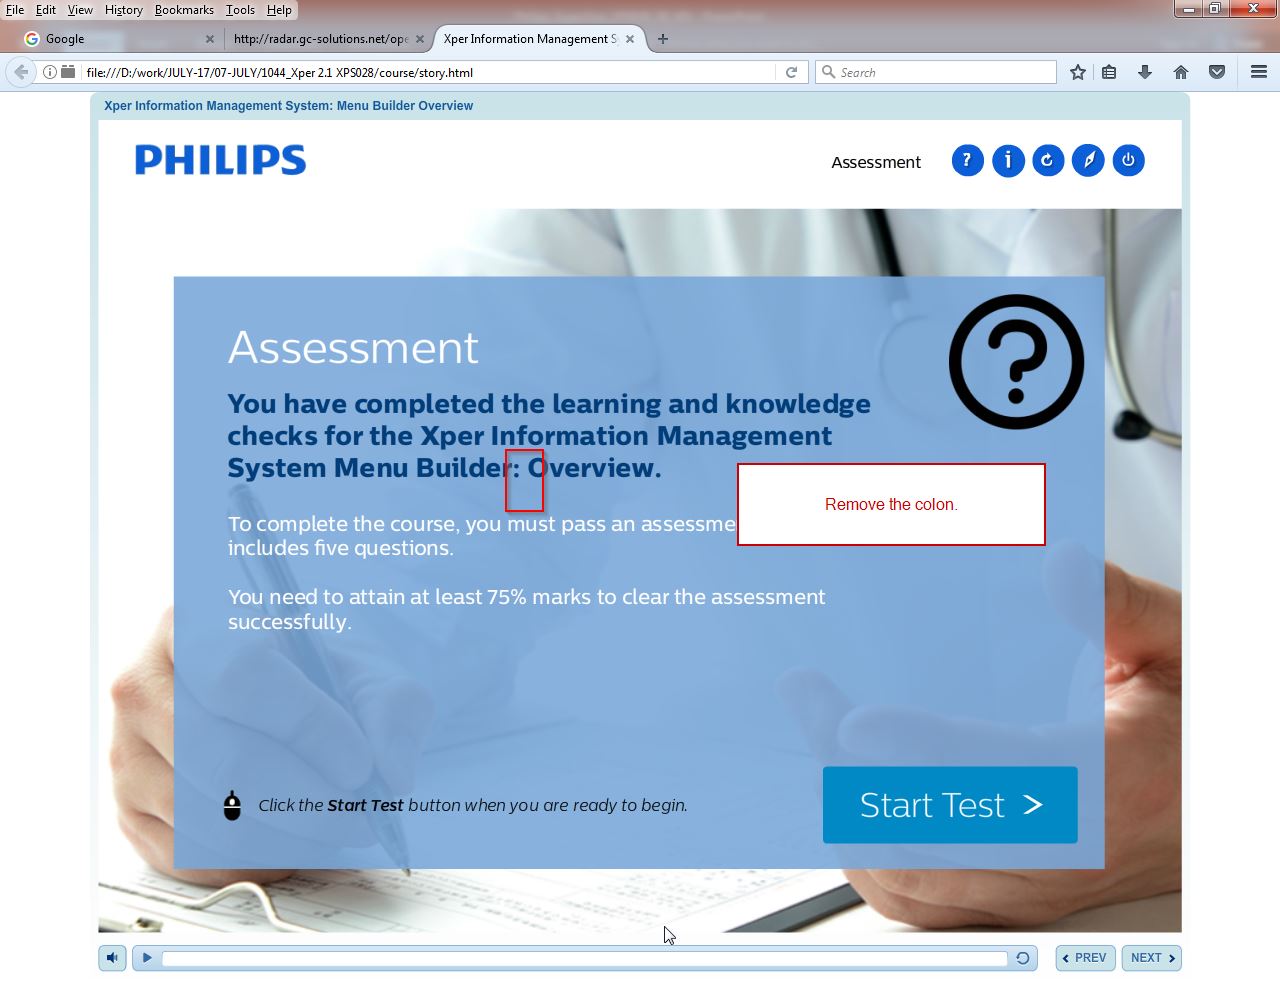 File Edit View History Bookmarks Tools Help
Google
http://radar.gc-solutions.net/ope
Xper Information Management S
file:///D:/work/JULY-17/07-JULY/1044_Xper 2.1 XPS028/course/story.html
Search
Xper Information Management System: Menu Builder Overview
PHILIPS
Assessment
Assessment
You have completed the learning and knowledge
checks for the Xper Information Management
System Menu Builder: Overview.
Remove the colon.
To complete the course, you must pass an assessme
includes five questions.
You need to attain at least 75% marks to clear the assessment
successfully.
Click the Start Test button when you are ready to begin.
Start Test >
PREV
NEXT